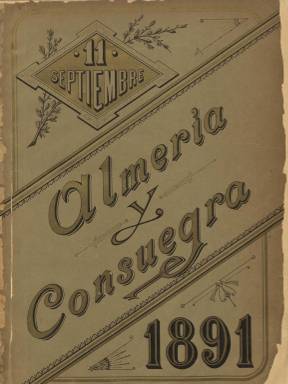 11
SEPTIEMBRE
Almeria
y
Consuegra
1891